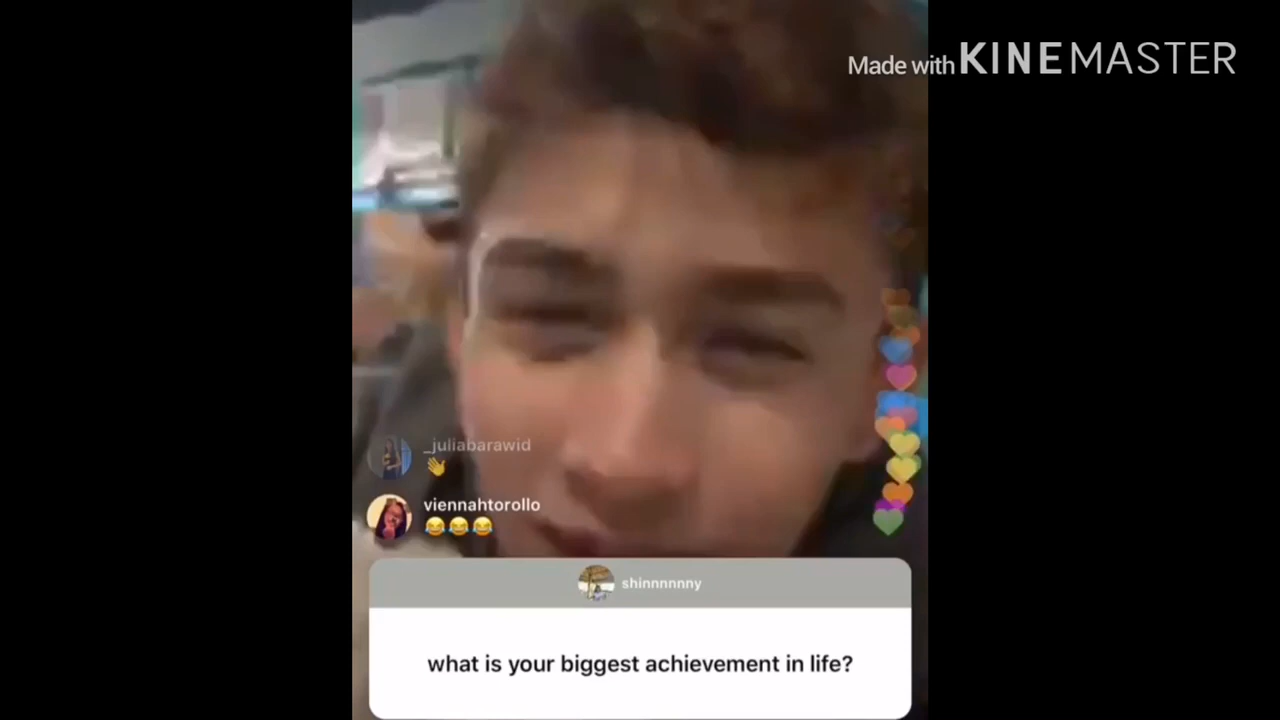 Made with KINEMASTER
_juliabarawid
👋
viennahtorollo
😂😂😂
shinnnnnny
what is your biggest achievement in life?